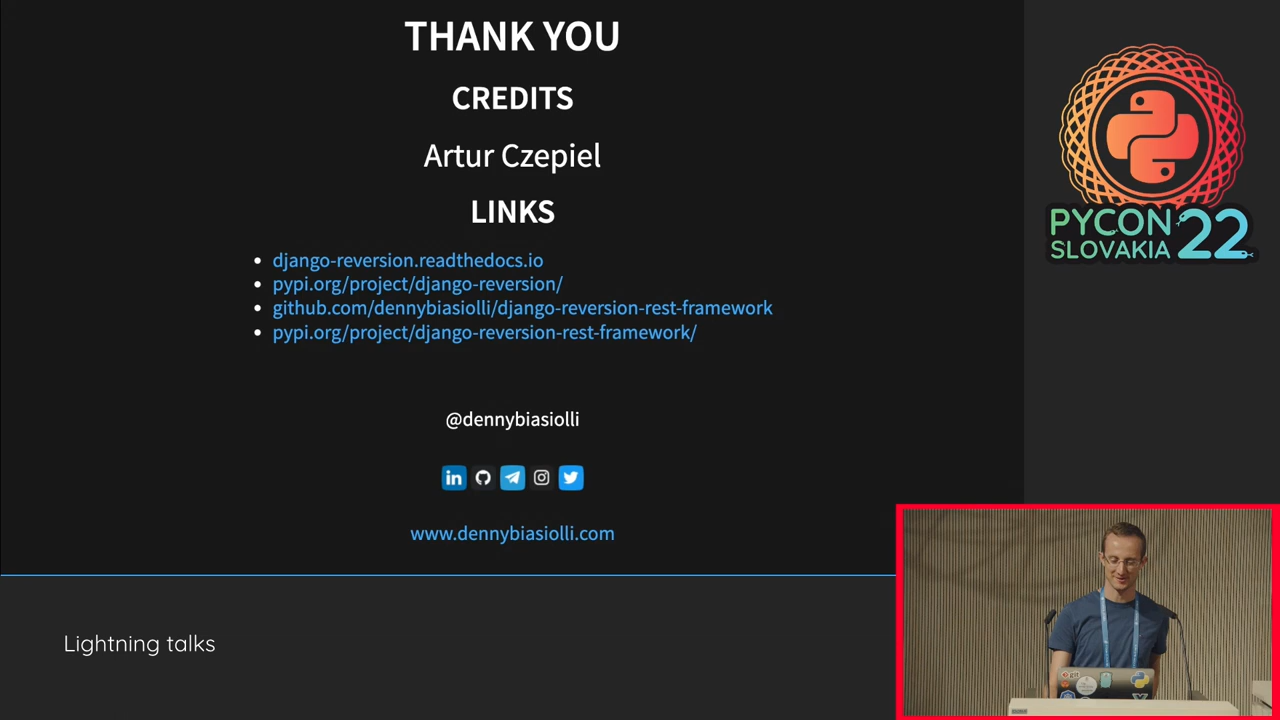 THANK YOU
CREDITS
Artur Czepiel
LINKS
django-reversion.readthedocs.io
pypi.org/project/django-reversion/
github.com/dennybiasiolli/django-reversion-rest-framework
pypi.org/project/django-reversion-rest-framework/
@dennybiasiolli
in
www.dennybiasiolli.com
PYCON
SLOVAKIA
22
Lightning talks
git